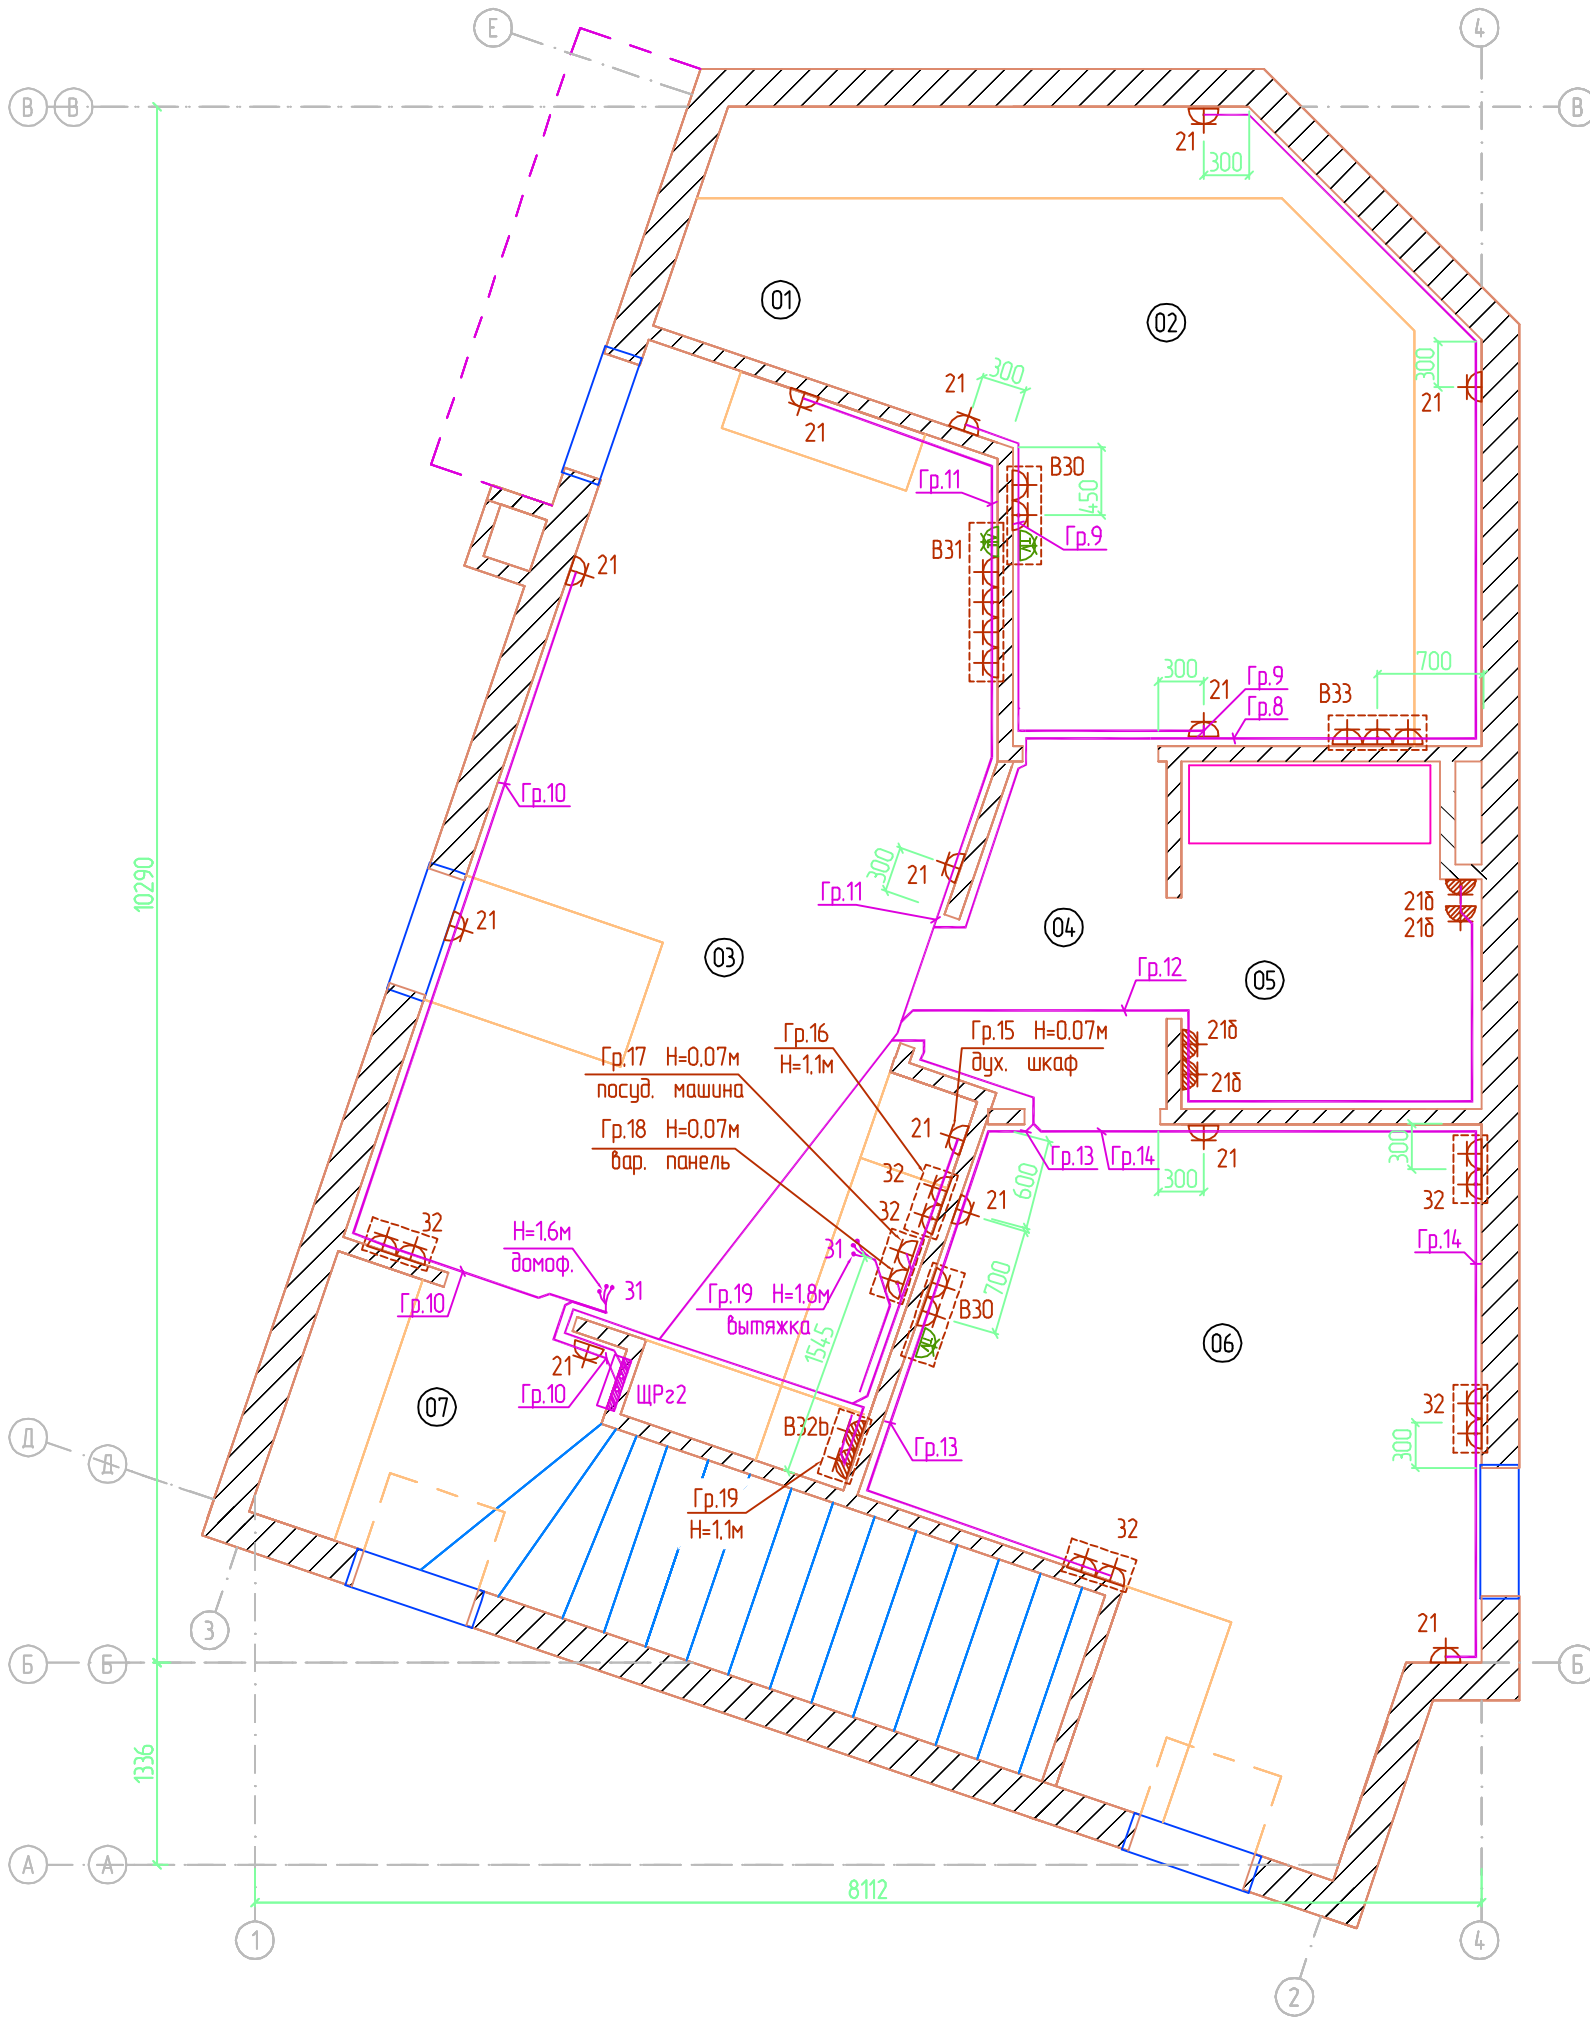 Е
4
В
В
В
21
300
01
02
300
21
300
21
21
Гр.11
В30
450
Гр.9
В31
21
300
21
Гр.9
Гр.8
В33
700
Гр.10
300
21
Гр.11
21б
21б
10290
21
03
04
05
Гр.12
Гр.16
H=1,1м
Гр.15 H=0.07м
дух. шкаф
21б
21б
Гр.17 H=0,07м
посуд. машина
Гр.18 H=0.07м
вар. панель
21
32
32
21
600
Гр.13
Гр.14
300
21
300
32
32
H=1.6м
домоф.
31
31
Гр.14
Гр.10
Гр.19 H=1.8м
вытяжка
1545
700
В30
06
21
Гр.10
ЩРг2
07
В32b
Гр.13
32
300
Д
Д
Гр.19
H=1,1м
32
3
21
Б
Б
Б
1336
А
А
8112
1
4
2